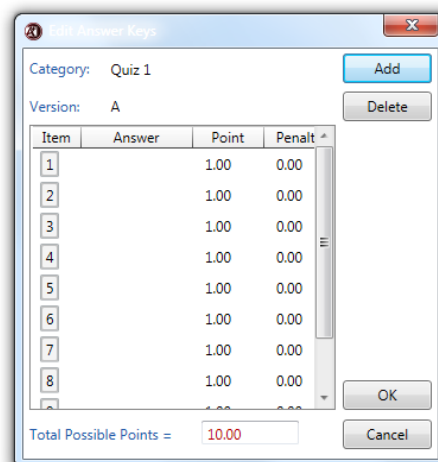 Edit Answer Keys
Category: Quiz 1 Add
Version: A Delete
Item Answer Point Penalt
1 1.00 0.00
2 1.00 0.00
3 1.00 0.00
4 1.00 0.00
5 1.00 0.00
6 1.00 0.00
7 1.00 0.00
8 1.00 0.00
OK
Total Possible Points = 10.00 Cancel